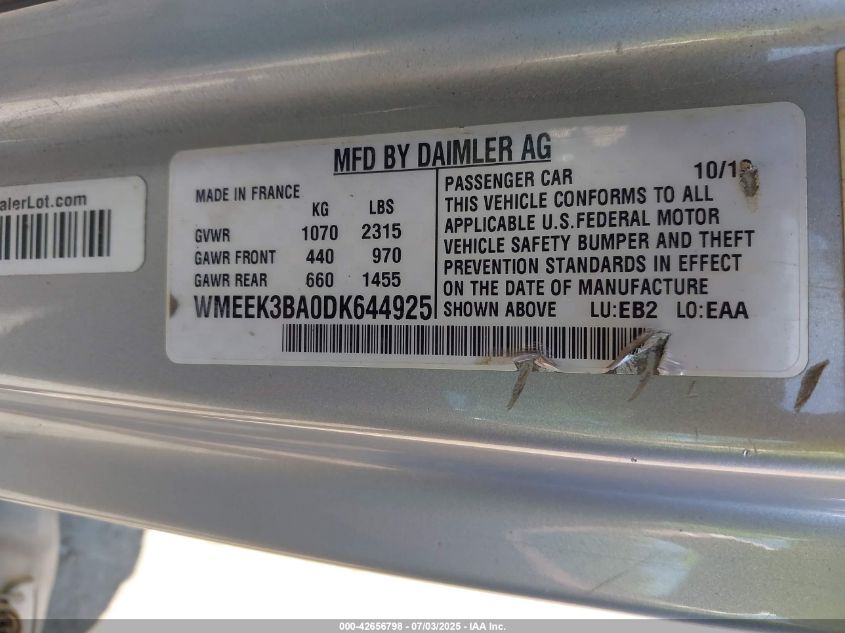 MFD BY DAIMLER AG
alerLot.com
MADE IN FRANCE
KG LBS
GVWR 1070 2315
GAWR FRONT 440 970
GAWR REAR 660 1455
WMEEK3BA0DK644925
PASSENGER CAR
THIS VEHICLE CONFORMS TO ALL
APPLICABLE U.S.FEDERAL MOTOR
VEHICLE SAFETY BUMPER AND THEFT
PREVENTION STANDARDS IN EFFECT
ON THE DATE OF MANUFACTURE
SHOWN ABOVE LU:EB2 LO:EAA
000-42656798 - 07/03/2025 - IAA Inc.